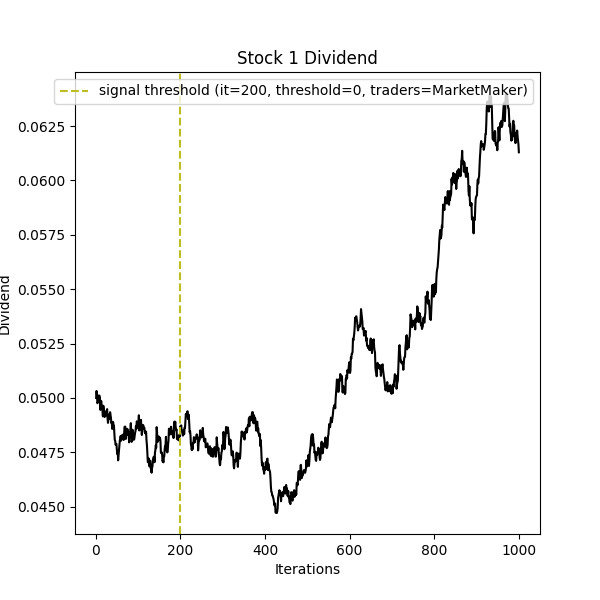 Stock 1 Dividend
signal threshold (it=200, threshold=0, traders=MarketMaker)
0.0625
0.0600
0.0575
0.0550
0.0525
0.0500
0.0475
0.0450
Dividend
0 200 400 600 800 1000
Iterations